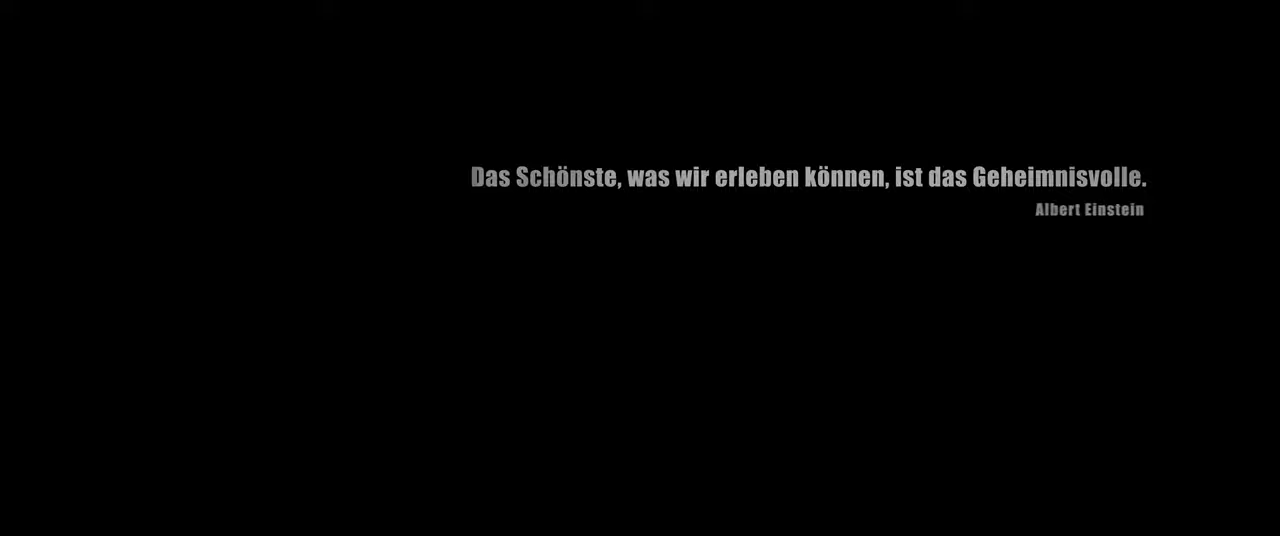 Das Schönste, was wir erleben können, ist das Geheimnisvolle.
Albert Einstein